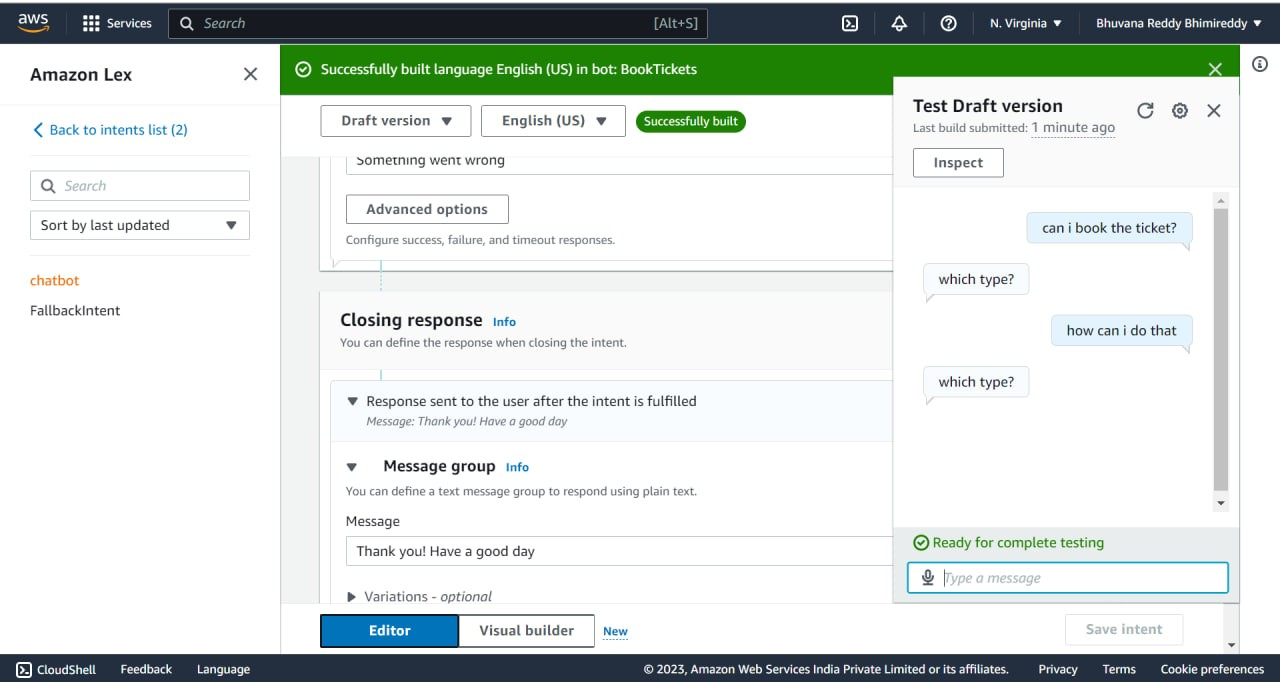 aws
Services
Search
[Alt+S]
N. Virginia
Bhuvana Reddy Bhimireddy
Amazon Lex
Back to intents list (2)
Search
Sort by last updated
chatbot
FallbackIntent
Successfully built language English (US) in bot: BookTickets
Draft version
English (US)
Successfully built
Something went wrong
Advanced options
Configure success, failure, and timeout responses.
Closing response Info
You can define the response when closing the intent.
Response sent to the user after the intent is fulfilled
Message: Thank you! Have a good day
Message group Info
You can define a text message group to respond using plain text.
Message
Thank you! Have a good day
Variations - optional
Editor
Visual builder
New
Save intent
Test Draft version
Last build submitted: 1 minute ago
Inspect
can i book the ticket?
which type?
how can i do that
which type?
Ready for complete testing
Type a message
CloudShell
Feedback
Language
© 2023, Amazon Web Services India Private Limited or its affiliates.
Privacy
Terms
Cookie preferences